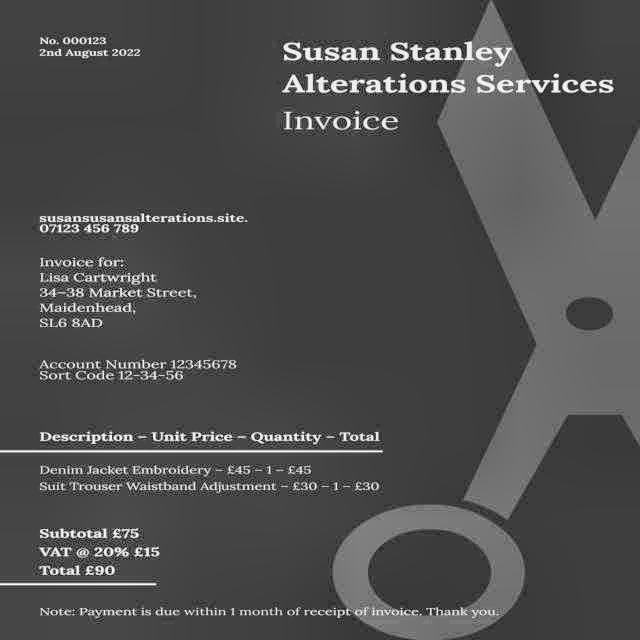 No. 000123
2nd August 2022
Susan Stanley
Alterations Services
Invoice
susansusansalterations.site.
07123 456 789
Invoice for:
Lisa Cartwright
34–38 Market Street,
Maidenhead,
SL6 8AD
Account Number 12345678
Sort Code 12-34-56
Description – Unit Price – Quantity – Total
Denim Jacket Embroidery – £45 – 1 – £45
Suit Trouser Waistband Adjustment – £30 – 1 – £30
Subtotal £75
VAT @ 20% £15
Total £90
Note: Payment is due within 1 month of receipt of invoice. Thank you.